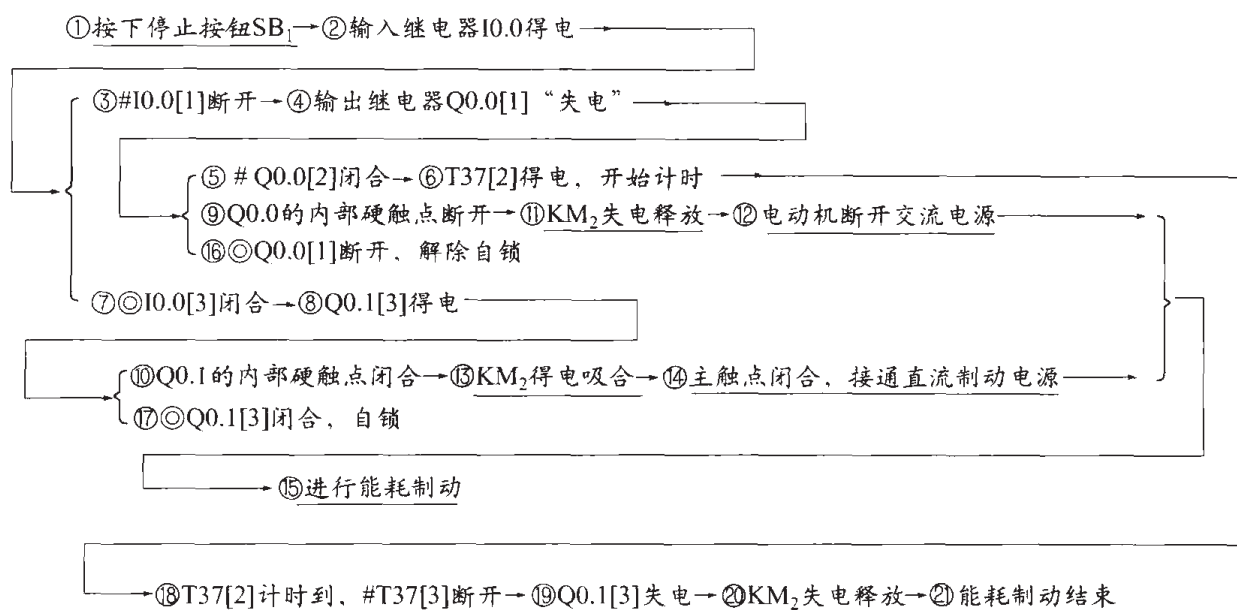 ①按下停止按钮SB₁→②输入继电器I0.0得电
③#I0.0[1]断开→④输出继电器Q0.0[1]“失电”
⑤#Q0.0[2]闭合→⑥T37[2]得电，开始计时
⑨Q0.0的内部硬触点断开→⑪KM₂失电释放→⑫电动机断开交流电源
⑯◎Q0.0[1]断开、解除自锁
⑦◎I0.0[3]闭合→⑧Q0.1[3]得电
⑩Q0.1的内部硬触点闭合→⑬KM₂得电吸合→⑭主触点闭合，接通直流制动电源
⑰◎Q0.1[3]闭合，自锁
⑮进行能耗制动
⑱T37[2]计时到、#T37[3]断开→⑲Q0.1[3]失电→⑳KM₂失电释放→㉑能耗制动结束